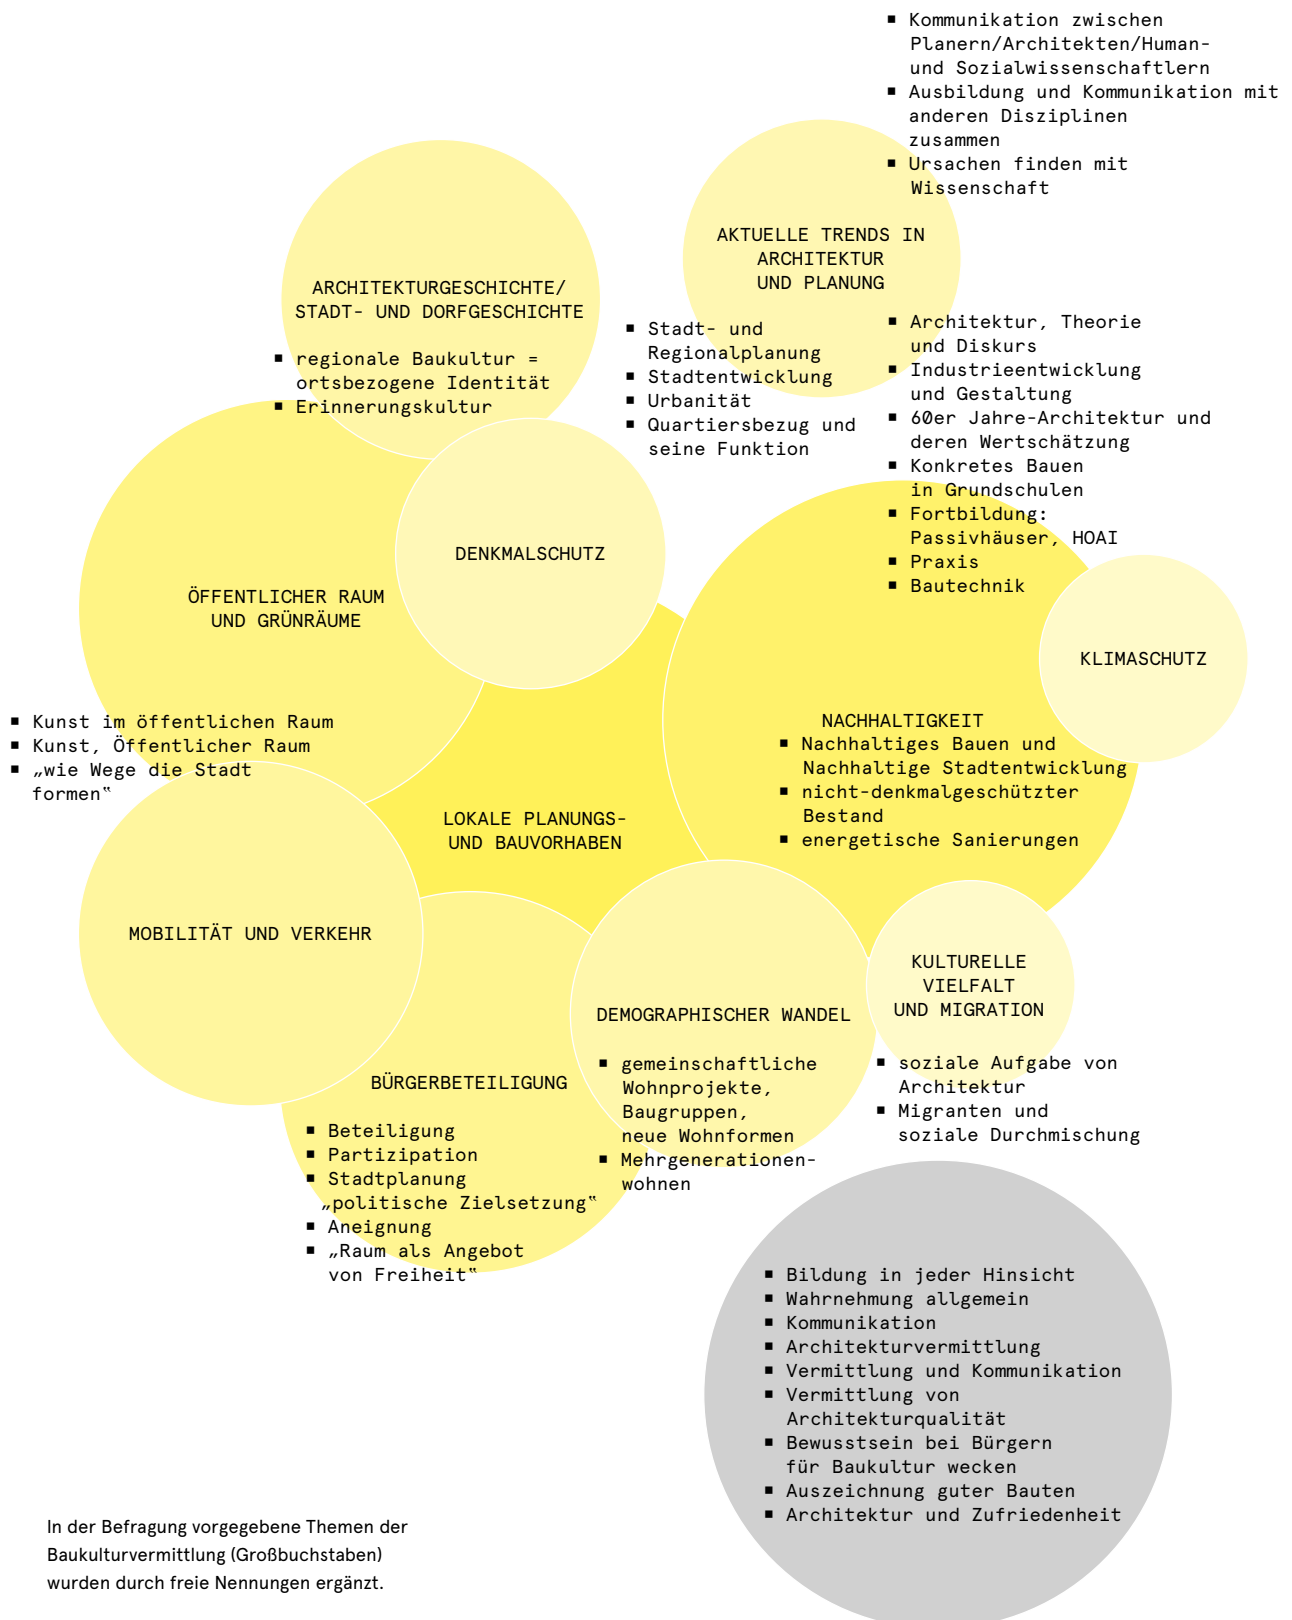 ▪ Kommunikation zwischen
Planern/Architekten/Human-
und Sozialwissenschaftlern
▪ Ausbildung und Kommunikation mit
anderen Disziplinen
zusammen
▪ Ursachen finden mit
Wissenschaft
AKTUELLE TRENDS IN
ARCHITEKTUR
UND PLANUNG
▪ Stadt- und
Regionalplanung
▪ Stadtentwicklung
▪ Urbanität
▪ Quartiersbezug und
seine Funktion
▪ Architektur, Theorie
und Diskurs
▪ Industrieentwicklung
und Gestaltung
▪ 60er Jahre-Architektur und
deren Wertschätzung
▪ Konkretes Bauen
in Grundschulen
▪ Fortbildung:
Passivhäuser, HOAI
▪ Praxis
▪ Bautechnik
ARCHITEKTURGESCHICHTE/
STADT- UND DORFGESCHICHTE
▪ regionale Baukultur =
ortsbezogene Identität
▪ Erinnerungskultur
DENKMALSCHUTZ
ÖFFENTLICHER RAUM
UND GRÜNRÄUME
▪ Kunst im öffentlichen Raum
▪ Kunst, Öffentlicher Raum
▪ „wie Wege die Stadt
formen“
KLIMASCHUTZ
NACHHALTIGKEIT
▪ Nachhaltiges Bauen und
Nachhaltige Stadtentwicklung
▪ nicht-denkmalgeschützter
Bestand
▪ energetische Sanierungen
LOKALE PLANUNGS-
UND BAUVORHABEN
MOBILITÄT UND VERKEHR
KULTURELLE
VIELFALT
UND MIGRATION
▪ soziale Aufgabe von
Architektur
▪ Migranten und
soziale Durchmischung
DEMOGRAPHISCHER WANDEL
▪ gemeinschaftliche
Wohnprojekte,
Baugruppen,
neue Wohnformen
▪ Mehrgenerationen-
wohnen
BÜRGERBETEILIGUNG
▪ Beteiligung
▪ Partizipation
▪ Stadtplanung
„politische Zielsetzung“
▪ Aneignung
▪ „Raum als Angebot
von Freiheit“
▪ Bildung in jeder Hinsicht
▪ Wahrnehmung allgemein
▪ Kommunikation
▪ Architekturvermittlung
▪ Vermittlung und Kommunikation
▪ Vermittlung von
Architekturqualität
▪ Bewusstsein bei Bürgern
für Baukultur wecken
▪ Auszeichnung guter Bauten
▪ Architektur und Zufriedenheit
In der Befragung vorgegebene Themen der
Baukulturvermittlung (Großbuchstaben)
wurden durch freie Nennungen ergänzt.